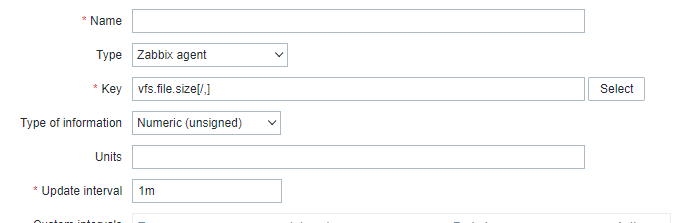 * Name
Type Zabbix agent
* Key vfs.file.size[/,] Select
Type of information Numeric (unsigned)
Units
* Update interval 1m